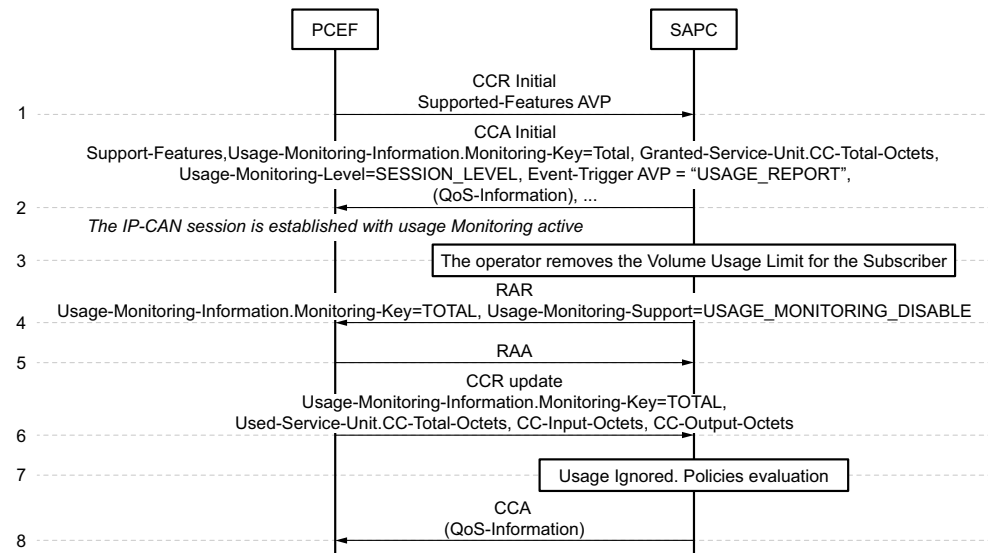 PCEF
SAPC
CCR Initial
Supported-Features AVP
1
CCA Initial
Support-Features,Usage-Monitoring-Information.Monitoring-Key=Total, Granted-Service-Unit.CC-Total-Octets,
Usage-Monitoring-Level=SESSION_LEVEL, Event-Trigger AVP = “USAGE_REPORT”,
(QoS-Information), ...
2
The IP-CAN session is established with usage Monitoring active
3
The operator removes the Volume Usage Limit for the Subscriber
RAR
Usage-Monitoring-Information.Monitoring-Key=TOTAL, Usage-Monitoring-Support=USAGE_MONITORING_DISABLE
4
RAA
5
CCR update
Usage-Monitoring-Information.Monitoring-Key=TOTAL,
Used-Service-Unit.CC-Total-Octets, CC-Input-Octets, CC-Output-Octets
6
7
Usage Ignored. Policies evaluation
CCA
(QoS-Information)
8